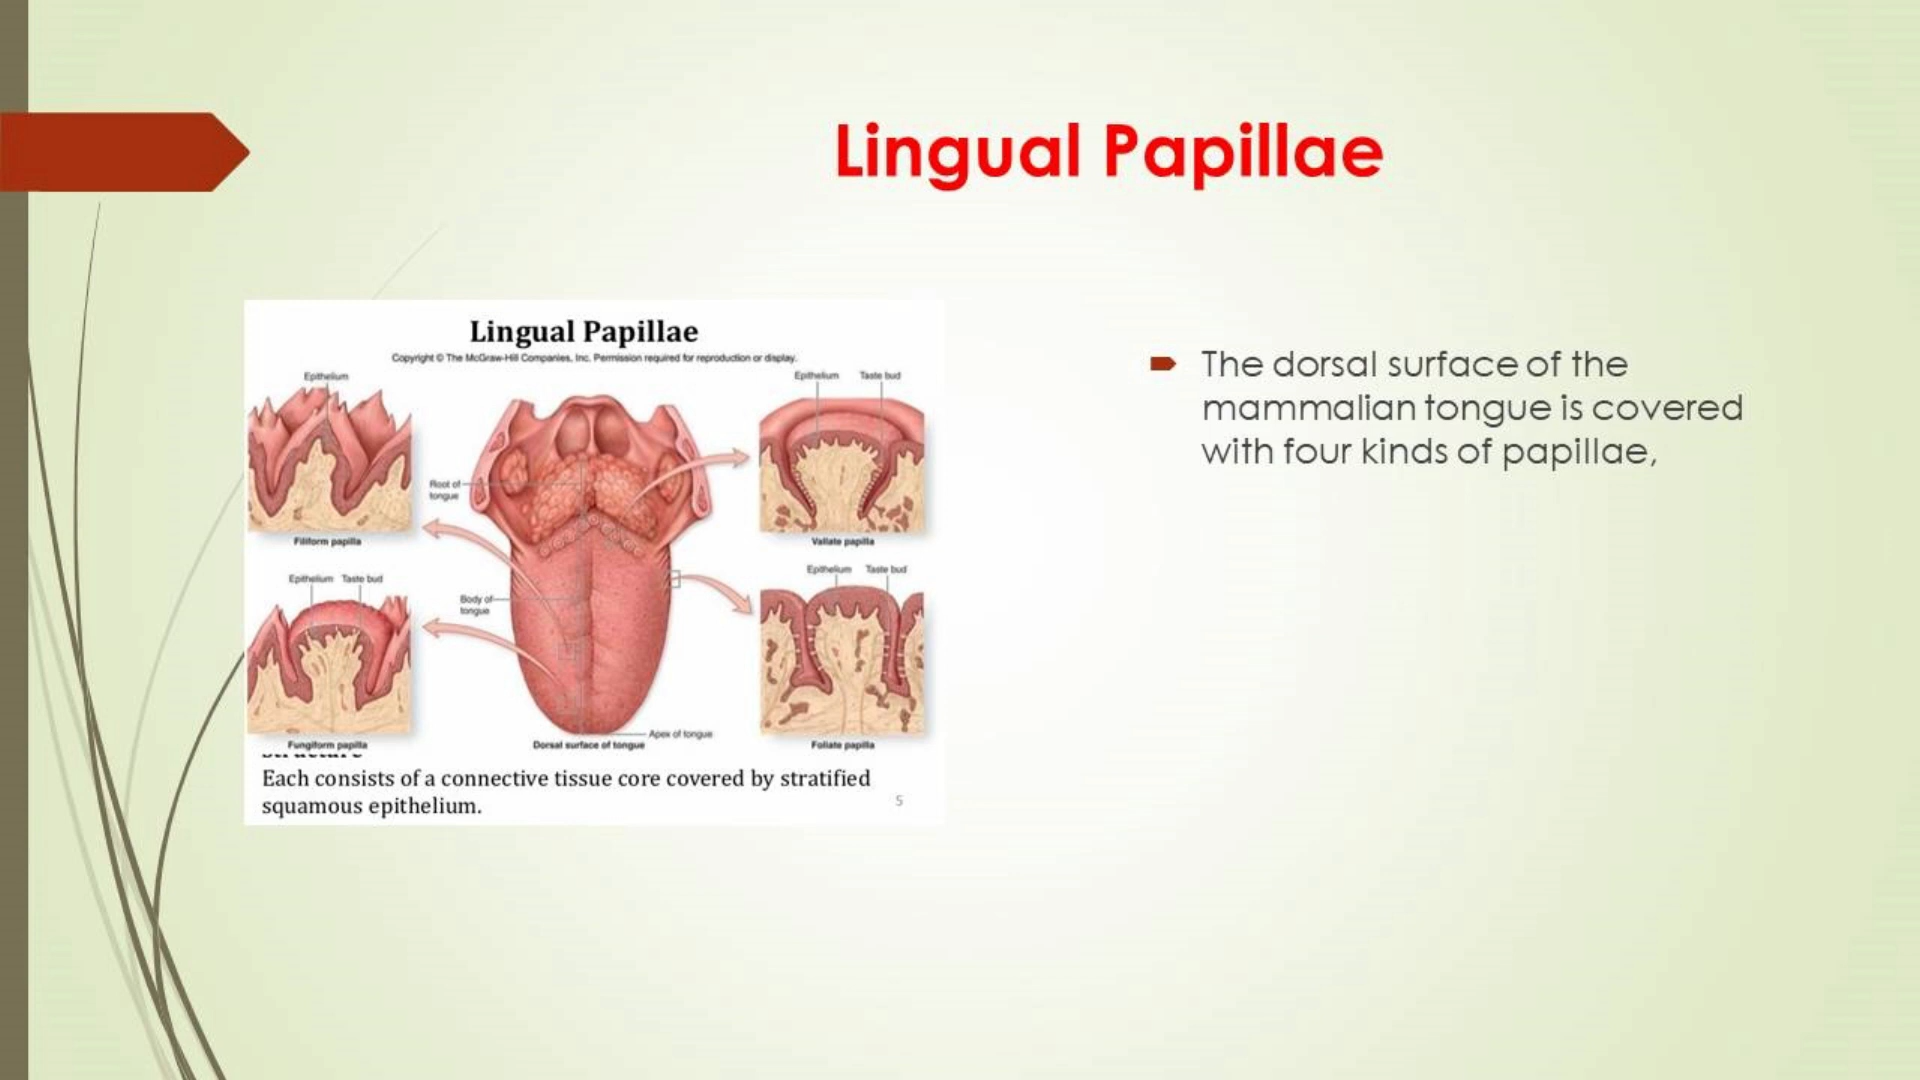 Lingual Papillae
Lingual Papillae
Copyright © The McGraw-Hill Companies, Inc. Permission required for reproduction or display.
Epithelium
Filiform papilla
Epithelium Taste bud
Fungiform papilla
Root of
tongue
Body of
tongue
Apex of tongue
Dorsal surface of tongue
Epithelium Taste bud
Vallate papilla
Epithelium Taste bud
Foliate papilla
Each consists of a connective tissue core covered by stratified
squamous epithelium.
5
The dorsal surface of the
mammalian tongue is covered
with four kinds of papillae,